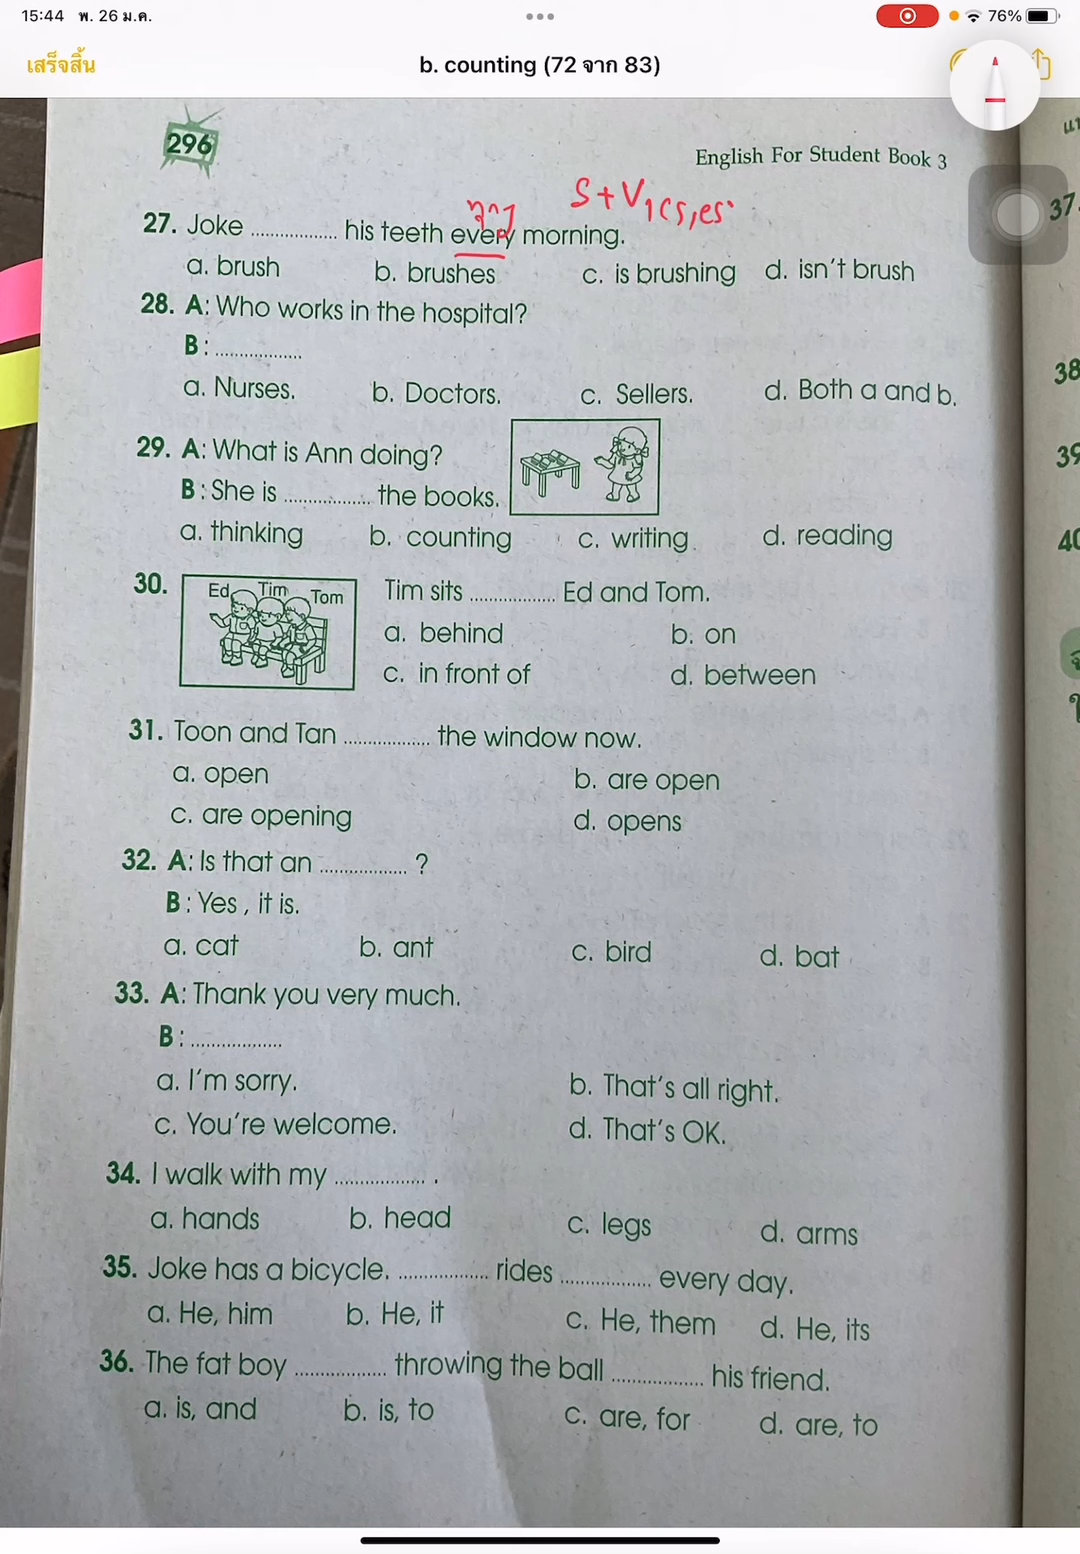 15:44 พ. 26 ม.ค.
76%
เสร็จสิ้น
b. counting (72 จาก 83)
296
English For Student Book 3
ทุกๆ S+V1(s,es)
27. Joke ................. his teeth every morning.
a. brush b. brushes c. is brushing d. isn't brush
28. A: Who works in the hospital?
B: .................
a. Nurses. b. Doctors. c. Sellers. d. Both a and b.
29. A: What is Ann doing?
B: She is ................. the books.
a. thinking b. counting c. writing d. reading
30. Ed Tim Tom Tim sits ................. Ed and Tom.
a. behind b. on
c. in front of d. between
31. Toon and Tan ................. the window now.
a. open b. are open
c. are opening d. opens
32. A: Is that an ................. ?
B: Yes, it is.
a. cat b. ant c. bird d. bat
33. A: Thank you very much.
B: .................
a. I'm sorry. b. That's all right.
c. You're welcome. d. That's OK.
34. I walk with my ................. .
a. hands b. head c. legs d. arms
35. Joke has a bicycle. ................. rides ................. every day.
a. He, him b. He, it c. He, them d. He, its
36. The fat boy ................. throwing the ball ................. his friend.
a. is, and b. is, to c. are, for d. are, to
37.
38
39
40